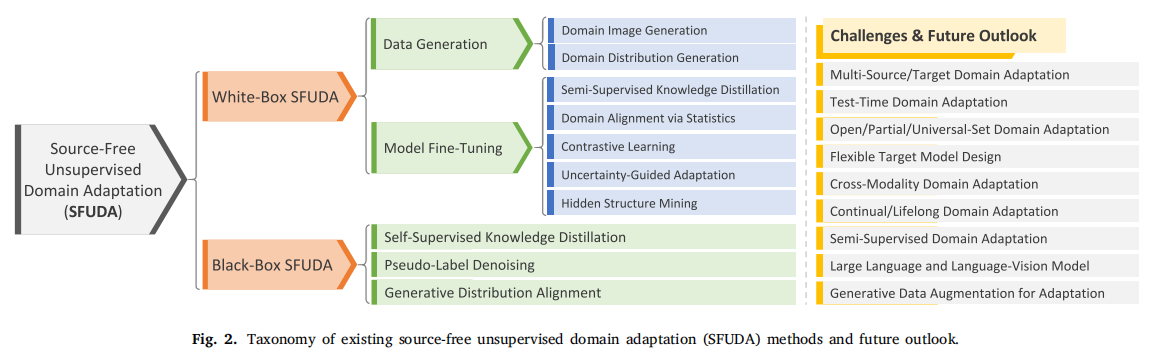 Source-Free
Unsupervised
Domain Adaptation
(SFUDA)
White-Box SFUDA
Data Generation
Domain Image Generation
Domain Distribution Generation
Model Fine-Tuning
Semi-Supervised Knowledge Distillation
Domain Alignment via Statistics
Contrastive Learning
Uncertainty-Guided Adaptation
Hidden Structure Mining
Black-Box SFUDA
Self-Supervised Knowledge Distillation
Pseudo-Label Denoising
Generative Distribution Alignment
Challenges & Future Outlook
Multi-Source/Target Domain Adaptation
Test-Time Domain Adaptation
Open/Partial/Universal-Set Domain Adaptation
Flexible Target Model Design
Cross-Modality Domain Adaptation
Continual/Lifelong Domain Adaptation
Semi-Supervised Domain Adaptation
Large Language and Language-Vision Model
Generative Data Augmentation for Adaptation
Fig. 2. Taxonomy of existing source-free unsupervised domain adaptation (SFUDA) methods and future outlook.